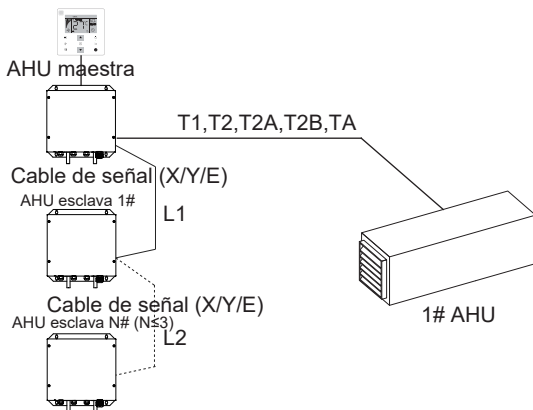 AHU maestra
T1,T2,T2A,T2B,TA
Cable de señal (X/Y/E)
AHU esclava 1#
L1
Cable de señal (X/Y/E)
AHU esclava N# (N≤3)
L2
1# AHU